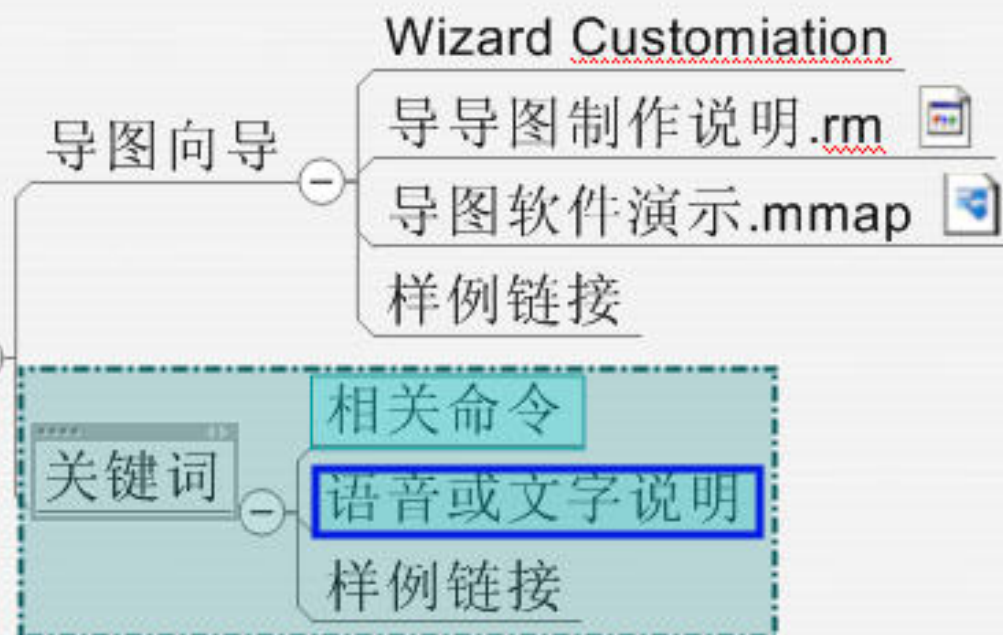 Wizard Customiation
导图向导
导导图制作说明.rm
导图软件演示.mmap
样例链接
相关命令
关键词
语音或文字说明
样例链接